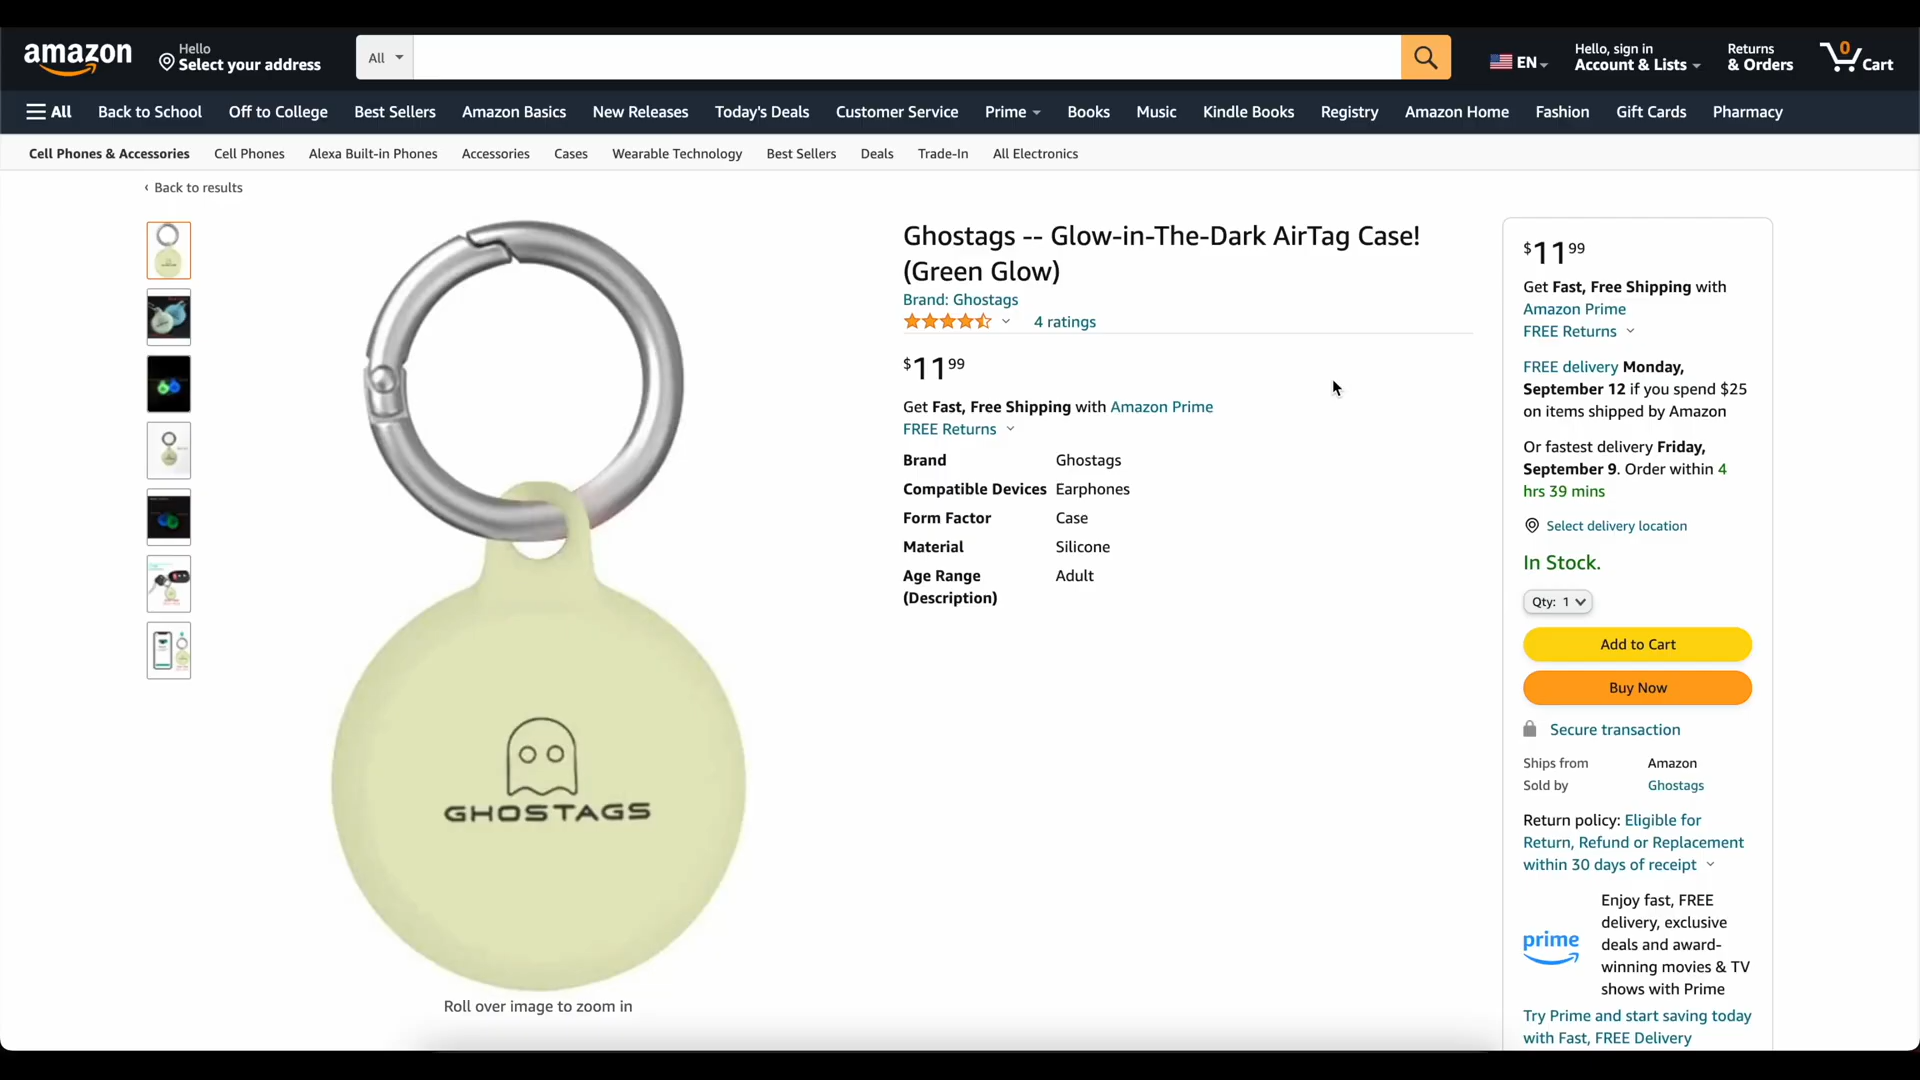 amazon
Hello
Select your address
All
EN
Hello, sign in
Account & Lists
Returns
& Orders
0
Cart
All
Back to School
Off to College
Best Sellers
Amazon Basics
New Releases
Today's Deals
Customer Service
Prime
Books
Music
Kindle Books
Registry
Amazon Home
Fashion
Gift Cards
Pharmacy
Cell Phones & Accessories
Cell Phones
Alexa Built-in Phones
Accessories
Cases
Wearable Technology
Best Sellers
Deals
Trade-In
All Electronics
‹ Back to results
GHOSTAGS
Roll over image to zoom in
Ghostags -- Glow-in-The-Dark AirTag Case!
(Green Glow)
Brand: Ghostags
4 ratings
$11 99
Get Fast, Free Shipping with Amazon Prime
FREE Returns
Brand Ghostags
Compatible Devices Earphones
Form Factor Case
Material Silicone
Age Range Adult
(Description)
$11 99
Get Fast, Free Shipping with
Amazon Prime
FREE Returns
FREE delivery Monday,
September 12 if you spend $25
on items shipped by Amazon
Or fastest delivery Friday,
September 9. Order within 4
hrs 39 mins
Select delivery location
In Stock.
Qty: 1
Add to Cart
Buy Now
Secure transaction
Ships from Amazon
Sold by Ghostags
Return policy: Eligible for
Return, Refund or Replacement
within 30 days of receipt
prime
Enjoy fast, FREE
delivery, exclusive
deals and award-
winning movies & TV
shows with Prime
Try Prime and start saving today
with Fast, FREE Delivery